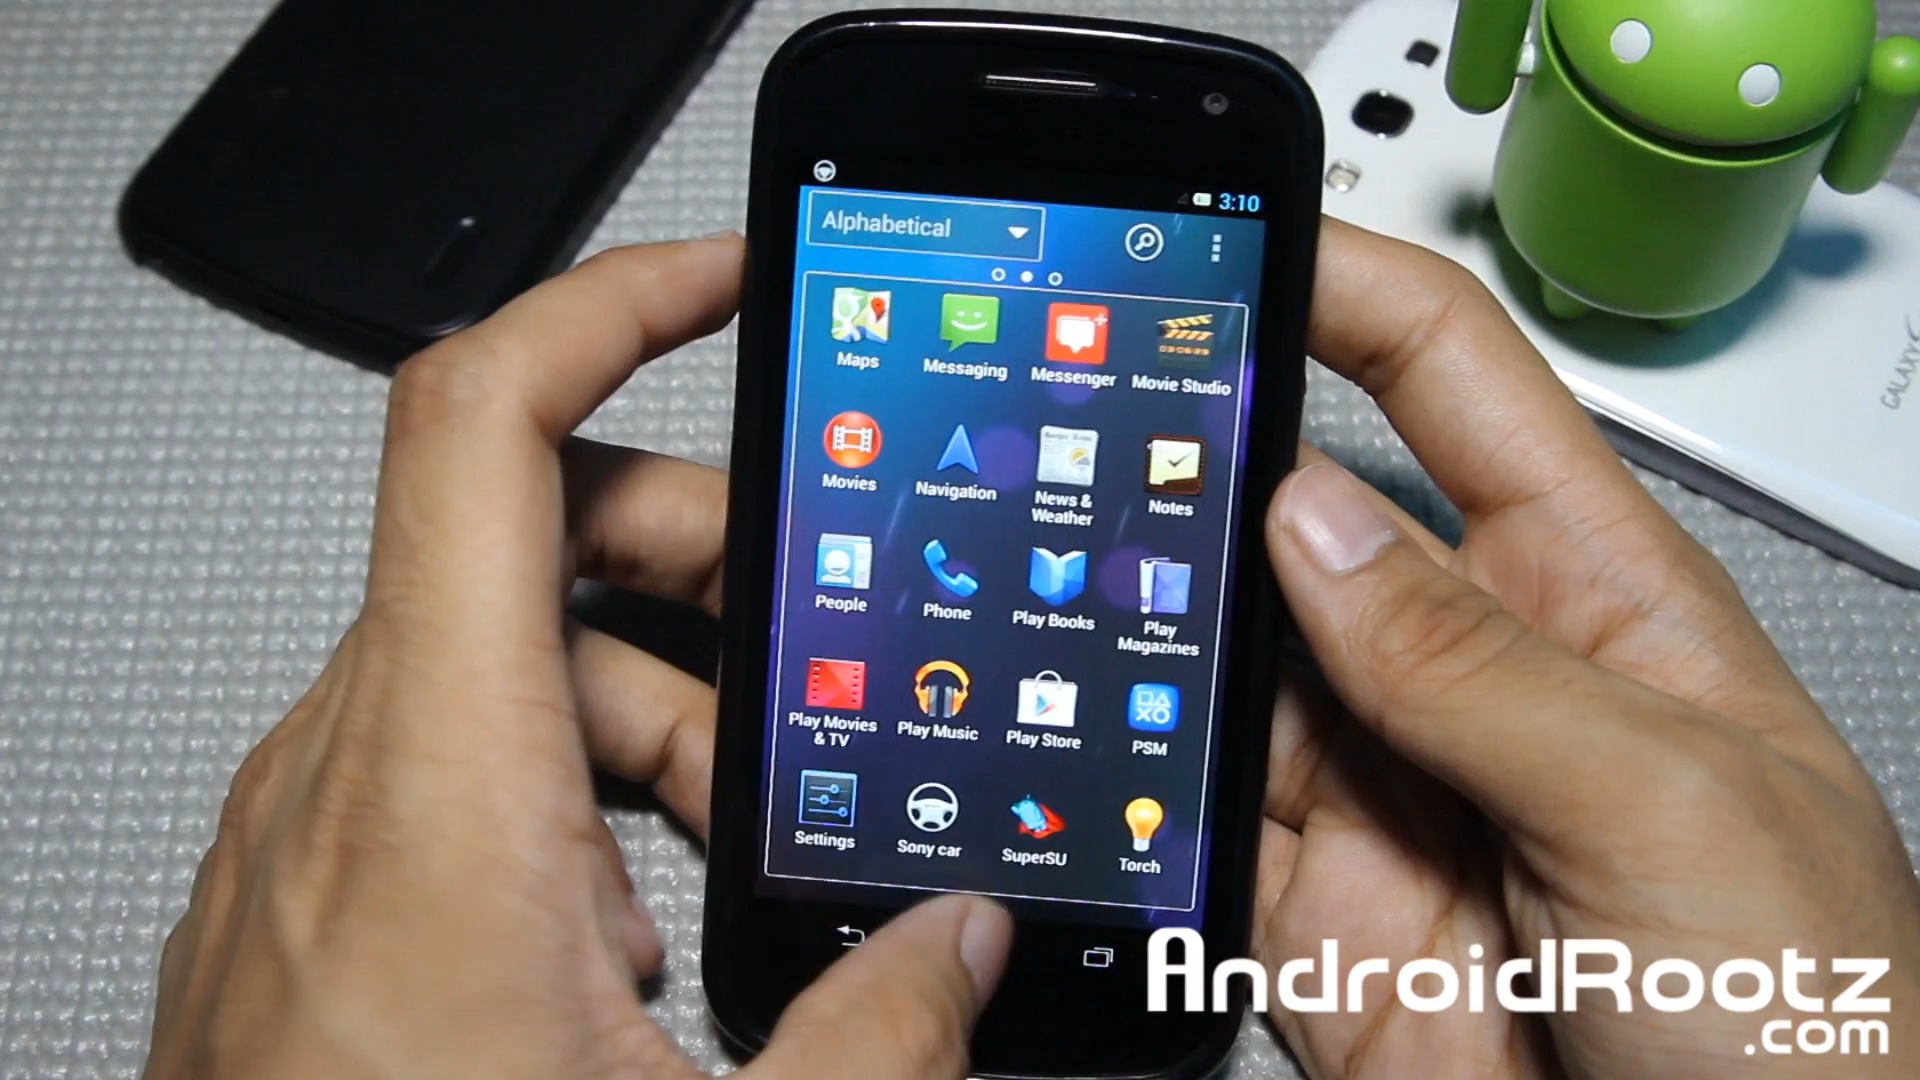 3:10
Alphabetical
Maps
Messaging
Messenger
Movie Studio
Movies
Navigation
News &
Weather
Notes
People
Phone
Play Books
Play
Magazines
Play Movies
& TV
Play Music
Play Store
PSM
Settings
Sony car
SuperSU
Torch
GALAXY
AndroidRootz
.com